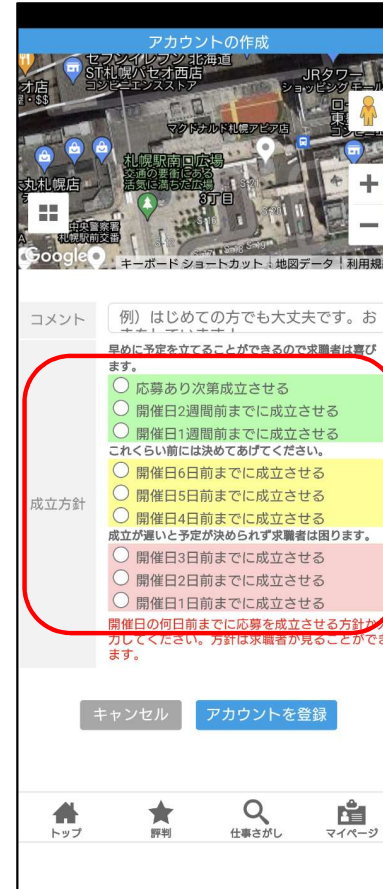 アカウントの作成
セブンイレブン北海道
ST札幌パセオ西店
コンビニエンスストア
JRタワー
ショッピングモール
マクドナルド札幌アピア店
丸札幌店
札幌駅南口広場
交通の要衝にある
活気に満ちた広場
3丁目
中央警察署
札幌駅前交番
Google
キーボード ショートカット
地図データ
利用規
コメント
例）はじめての方でも大丈夫です。お
早めに予定を立てることができるので求職者は喜び
ます。
応募あり次第成立させる
開催日2週間前までに成立させる
開催日1週間前までに成立させる
これくらい前には決めてあげてください。
成立方針
開催日6日前までに成立させる
開催日5日前までに成立させる
開催日4日前までに成立させる
成立が遅いと予定が決められず求職者は困ります。
開催日3日前までに成立させる
開催日2日前までに成立させる
開催日1日前までに成立させる
開催日の何日前までに応募を成立させる方針か
力してください。方針は求職者が見ることができ
ます。
キャンセル
アカウントを登録
トップ
評判
仕事さがし
マイページ